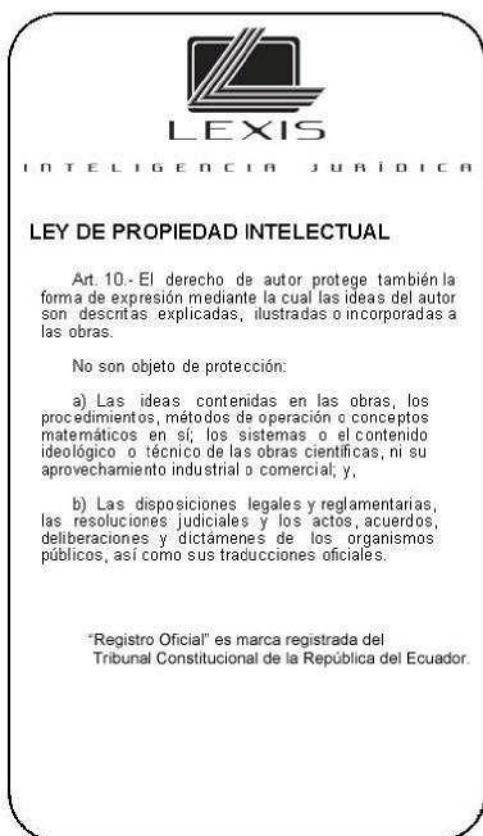 LEXIS
INTELIGENCIA JURÍDICA
LEY DE PROPIEDAD INTELECTUAL
Art. 10.- El derecho de autor protege también la
forma de expresión mediante la cual las ideas del autor
son descritas explicadas, ilustradas o incorporadas a
las obras.
No son objeto de protección:
a) Las ideas contenidas en las obras, los
procedimientos, métodos de operación o conceptos
matemáticos en sí; los sistemas o el contenido
ideológico o técnico de las obras científicas, ni su
aprovechamiento industrial o comercial; y,
b) Las disposiciones legales y reglamentarias,
las resoluciones judiciales y los actos, acuerdos,
deliberaciones y dictámenes de los organismos
públicos, así como sus traducciones oficiales.
“Registro Oficial” es marca registrada del
Tribunal Constitucional de la República del Ecuador.